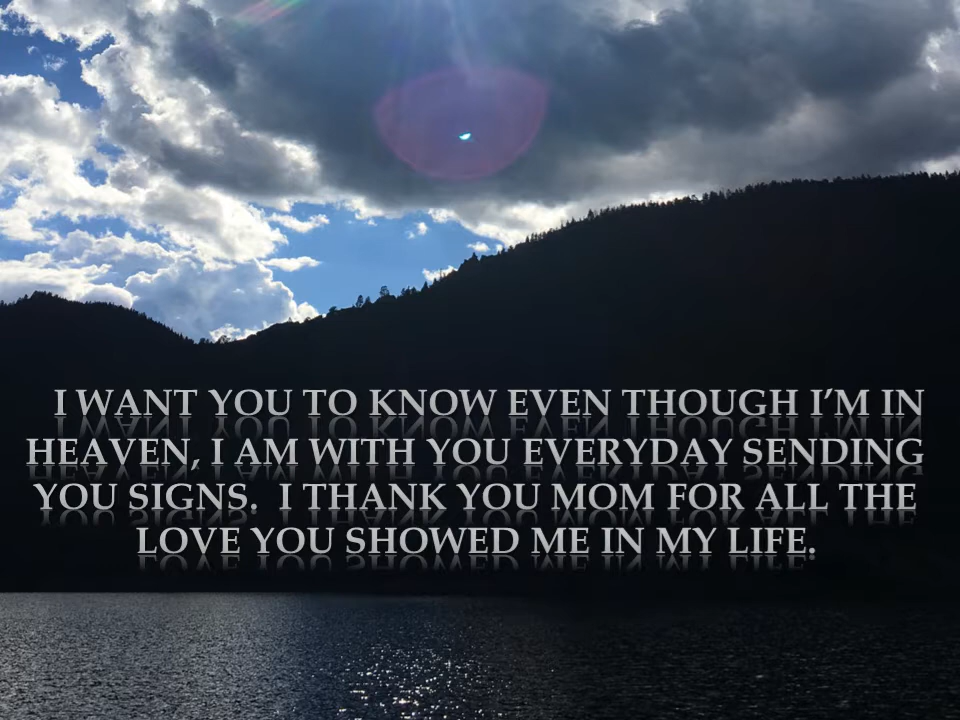 I WANT YOU TO KNOW EVEN THOUGH I'M IN
HEAVEN, I AM WITH YOU EVERYDAY SENDING
YOU SIGNS.  I THANK YOU MOM FOR ALL THE
LOVE YOU SHOWED ME IN MY LIFE.